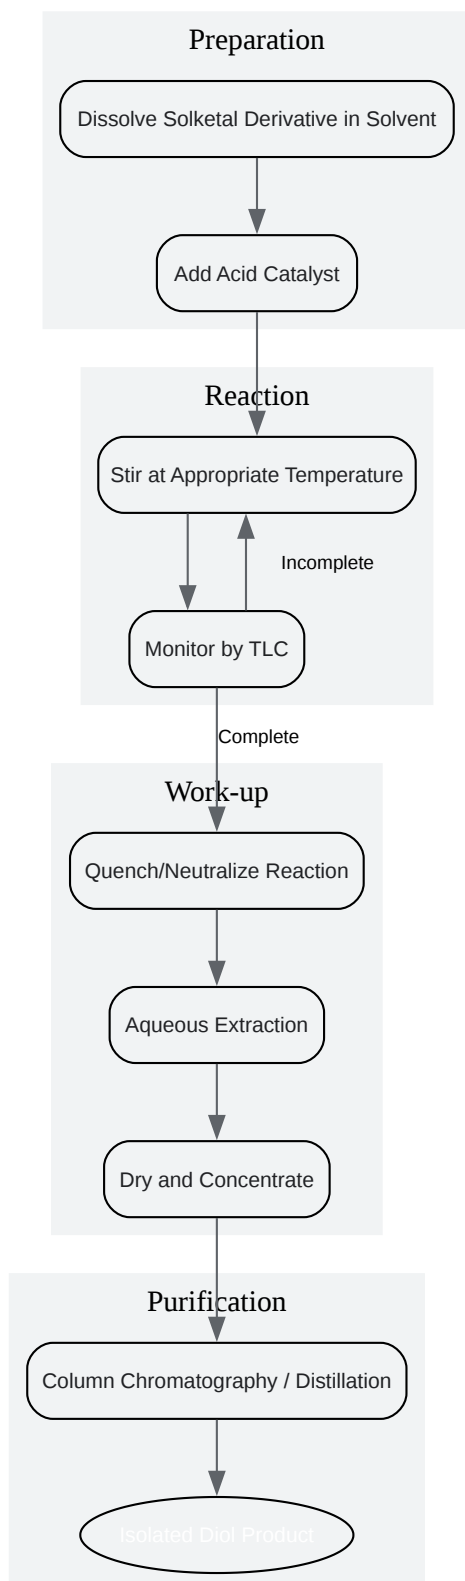 Preparation
Dissolve Solketal Derivative in Solvent
Add Acid Catalyst
Reaction
Stir at Appropriate Temperature
Incomplete
Monitor by TLC
Complete
Work-up
Quench/Neutralize Reaction
Aqueous Extraction
Dry and Concentrate
Purification
Column Chromatography / Distillation
Isolated Diol Product